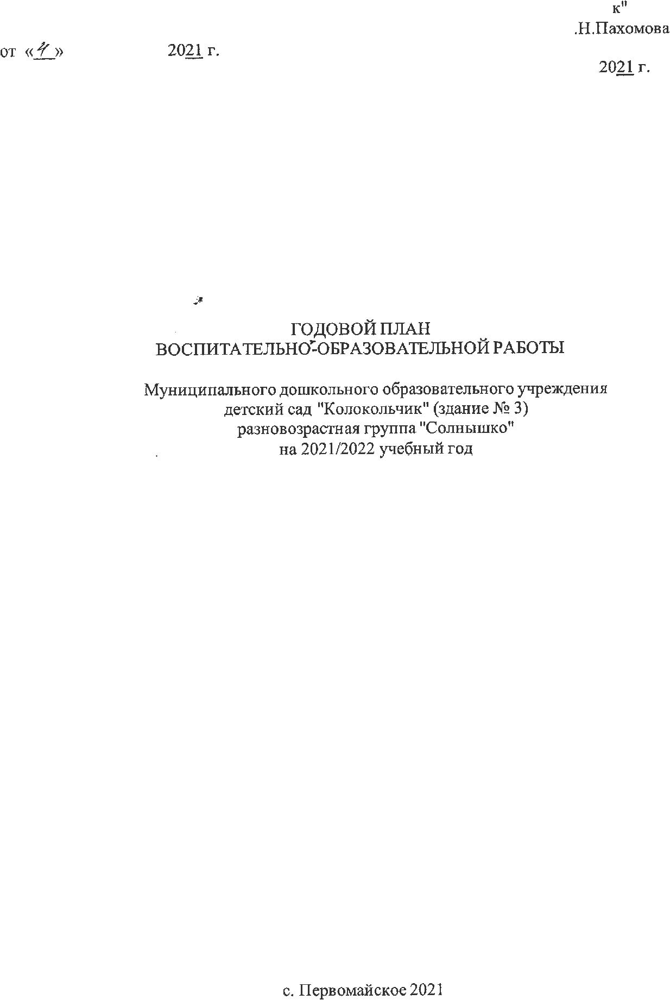 к"
.Н.Пахомова
от « » 2021 г.
2021 г.
ГОДОВОЙ ПЛАН
ВОСПИТАТЕЛЬНО-ОБРАЗОВАТЕЛЬНОЙ РАБОТЫ
Муниципального дошкольного образовательного учреждения
детский сад "Колокольчик" (здание № 3)
разновозрастная группа "Солнышко"
на 2021/2022 учебный год
с. Первомайское 2021